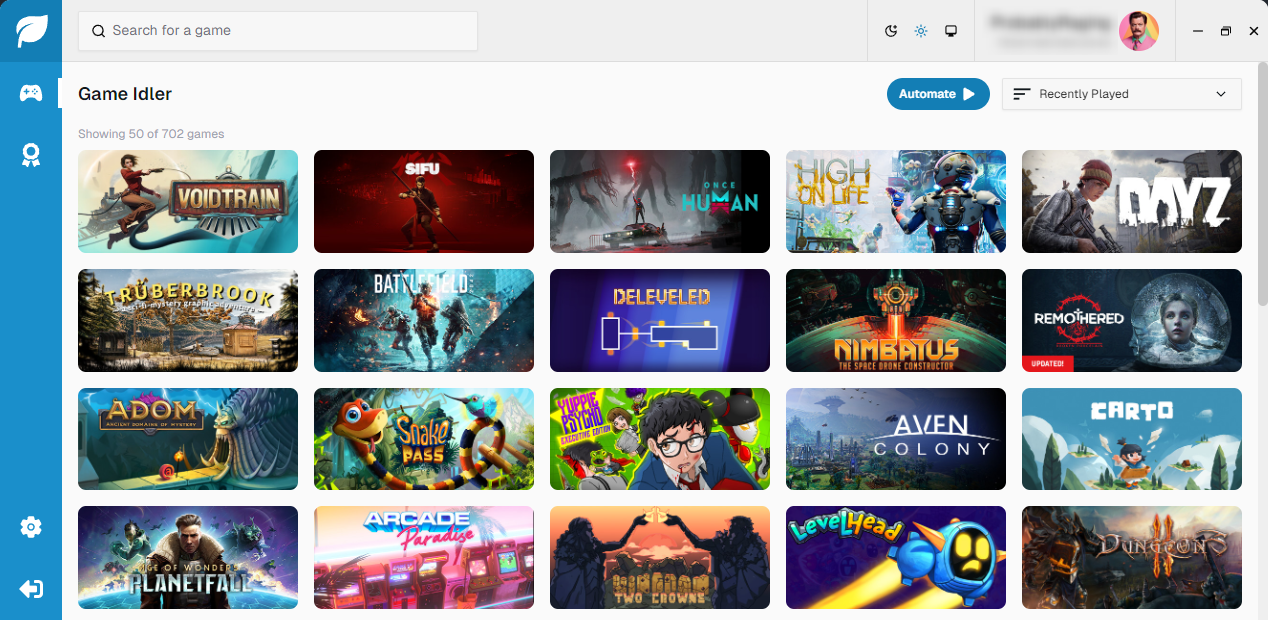 Search for a game
Game Idler
Automate
Recently Played
Showing 50 of 702 games
VOIDTRAIN
SIFU
ONCE
HUMAN
HIGH
ON LIFE
DAYZ
TRÜBERBROOK
BATTLEFIELD
DELEVELED
NIMBATUS
THE SPACE DRONE CONSTRUCTOR
REMOTHERED
UPDATED!
ADOM
ANCIENT DOMAINS OF MYSTERY
Snake
PASS
YUPPIE
PSYCHO
EXECUTIVE EDITION
AVEN
COLONY
CARTO
AGE OF WONDERS
PLANETFALL
ARCADE
Paradise
KINGDOM
TWO CROWNS
LEVELHEAD
DUNGEONS
II